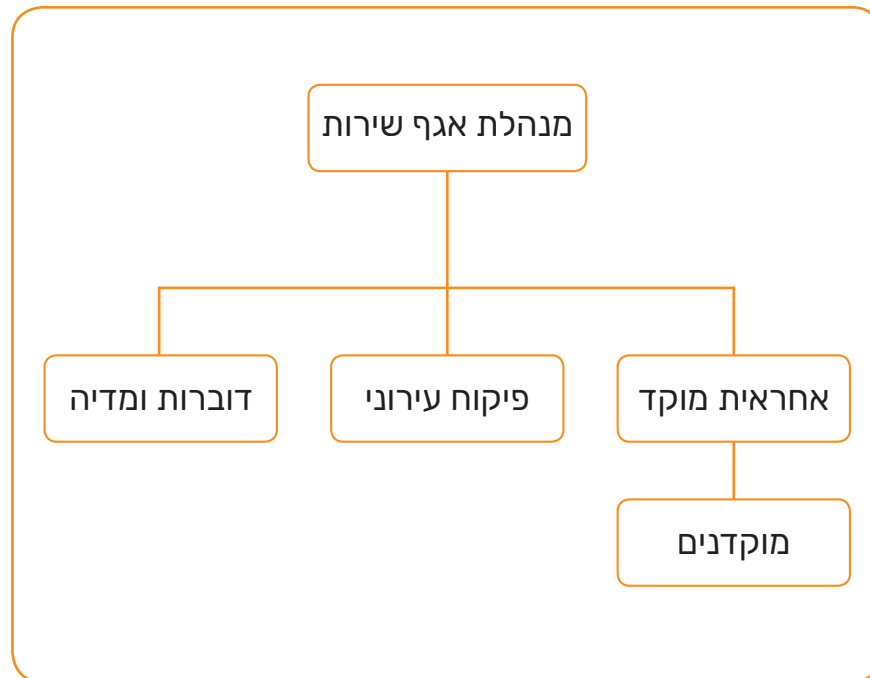 מנהלת אגף שירות
אחראית מוקד
פיקוח עירוני
דוברות ומדיה
מוקדנים